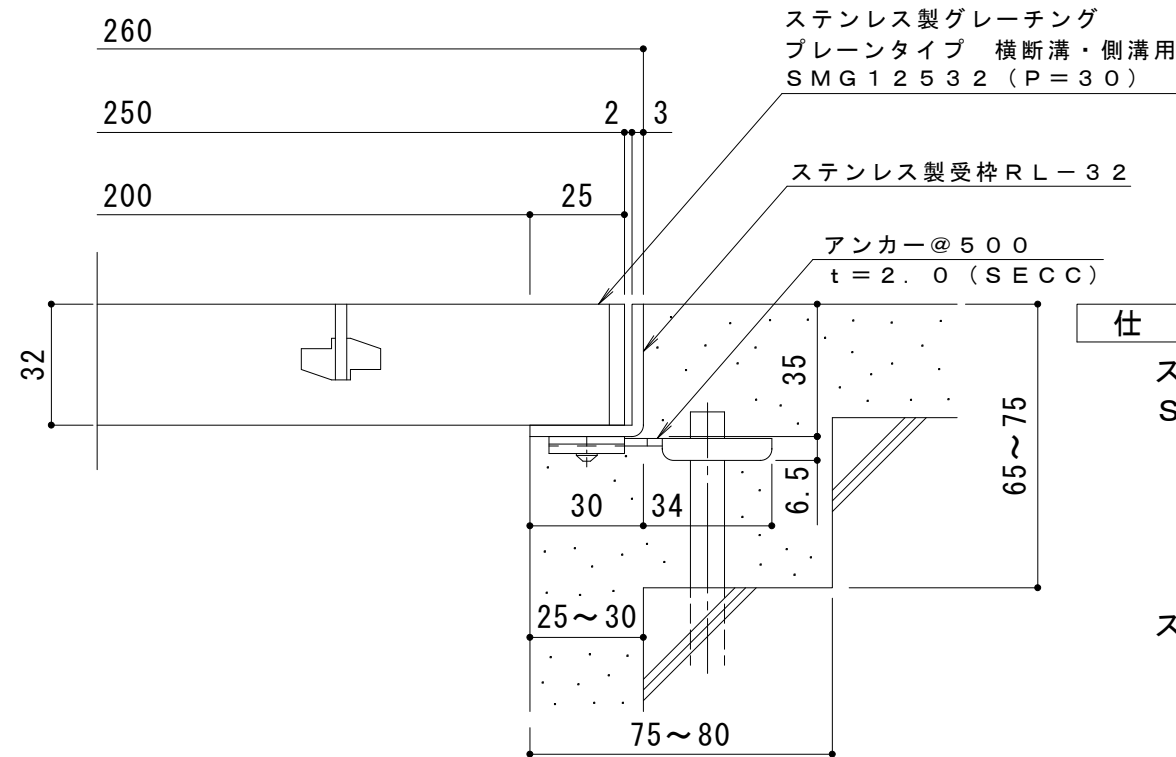 260
ステンレス製グレーチング
プレーンタイプ 横断溝・側溝用
SMG12532(P=30)
250
2
3
ステンレス製受枠RL-32
200
25
アンカー@500
t=2.0(SECC)
仕
32
35
ス
S
65~75
6.5
30
34
25~30
ス
75~80